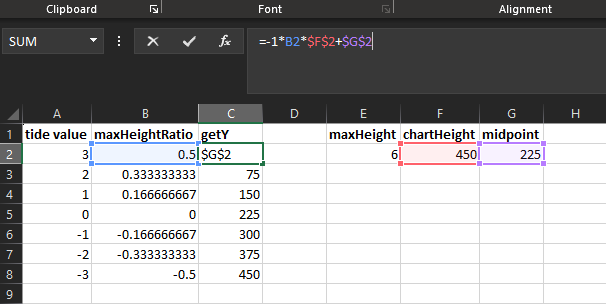 Clipboard Font Alignment
SUM =-1*B2*$F$2+$G$2
A B C D E F G H
1 tide value maxHeightRatio getY maxHeight chartHeight midpoint
2 3 0.5 $G$2 6 450 225
3 2 0.333333333 75
4 1 0.166666667 150
5 0 0 225
6 -1 -0.166666667 300
7 -2 -0.333333333 375
8 -3 -0.5 450
9